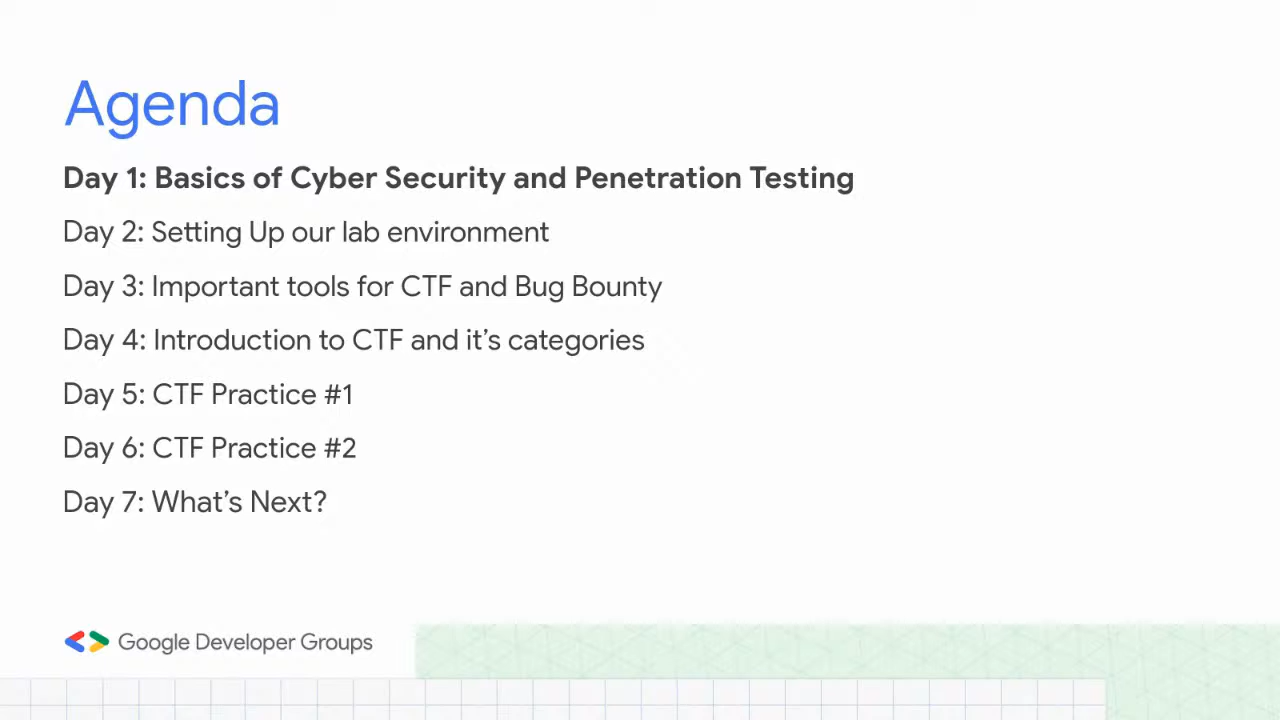 Agenda
Day 1: Basics of Cyber Security and Penetration Testing
Day 2: Setting Up our lab environment
Day 3: Important tools for CTF and Bug Bounty
Day 4: Introduction to CTF and it’s categories
Day 5: CTF Practice #1
Day 6: CTF Practice #2
Day 7: What’s Next?
Google Developer Groups